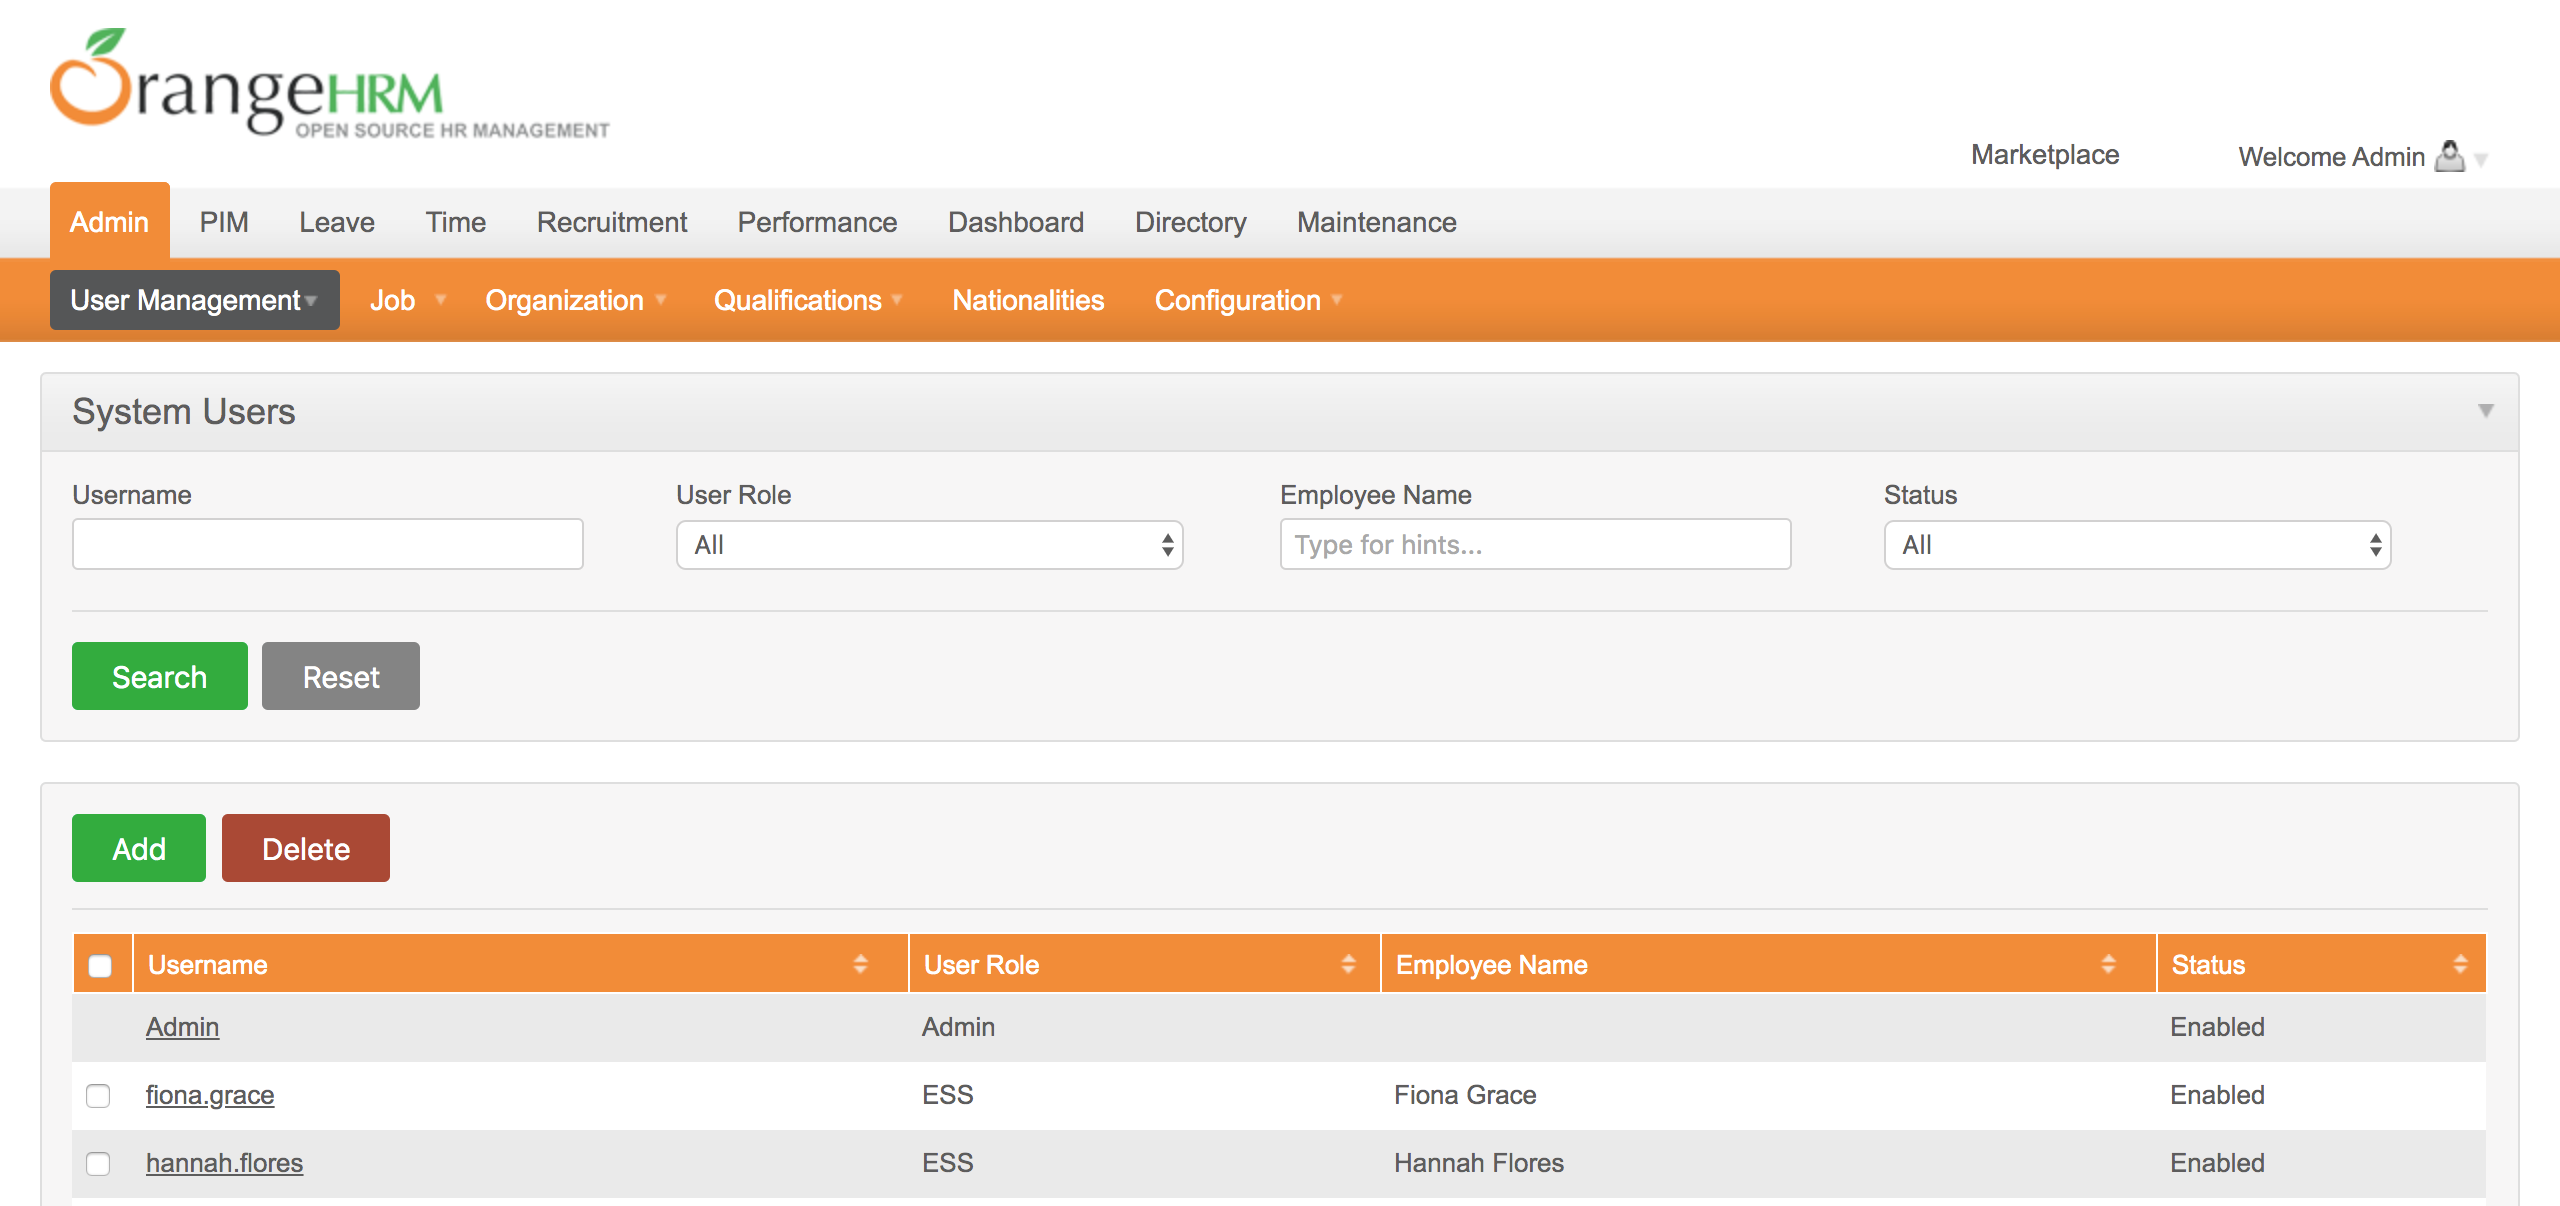 OrangeHRM
OPEN SOURCE HR MANAGEMENT
Marketplace Welcome Admin
Admin PIM Leave Time Recruitment Performance Dashboard Directory Maintenance
User Management Job Organization Qualifications Nationalities Configuration
System Users
Username User Role Employee Name Status
All Type for hints... All
Search Reset
Add Delete
Username User Role Employee Name Status
Admin Admin Enabled
fiona.grace ESS Fiona Grace Enabled
hannah.flores ESS Hannah Flores Enabled